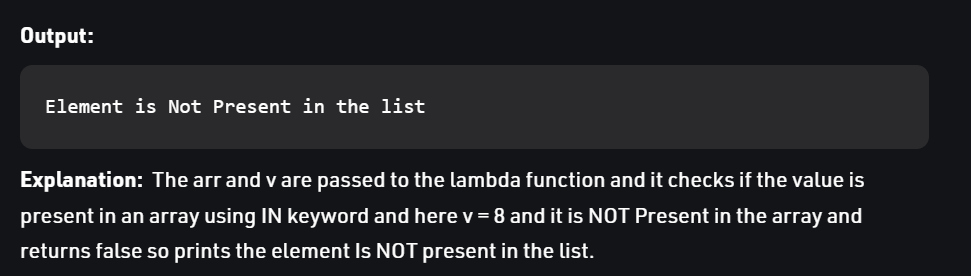 Output:
Element is Not Present in the list
Explanation: The arr and v are passed to the lambda function and it checks if the value is
present in an array using IN keyword and here v = 8 and it is NOT Present in the array and
returns false so prints the element Is NOT present in the list.